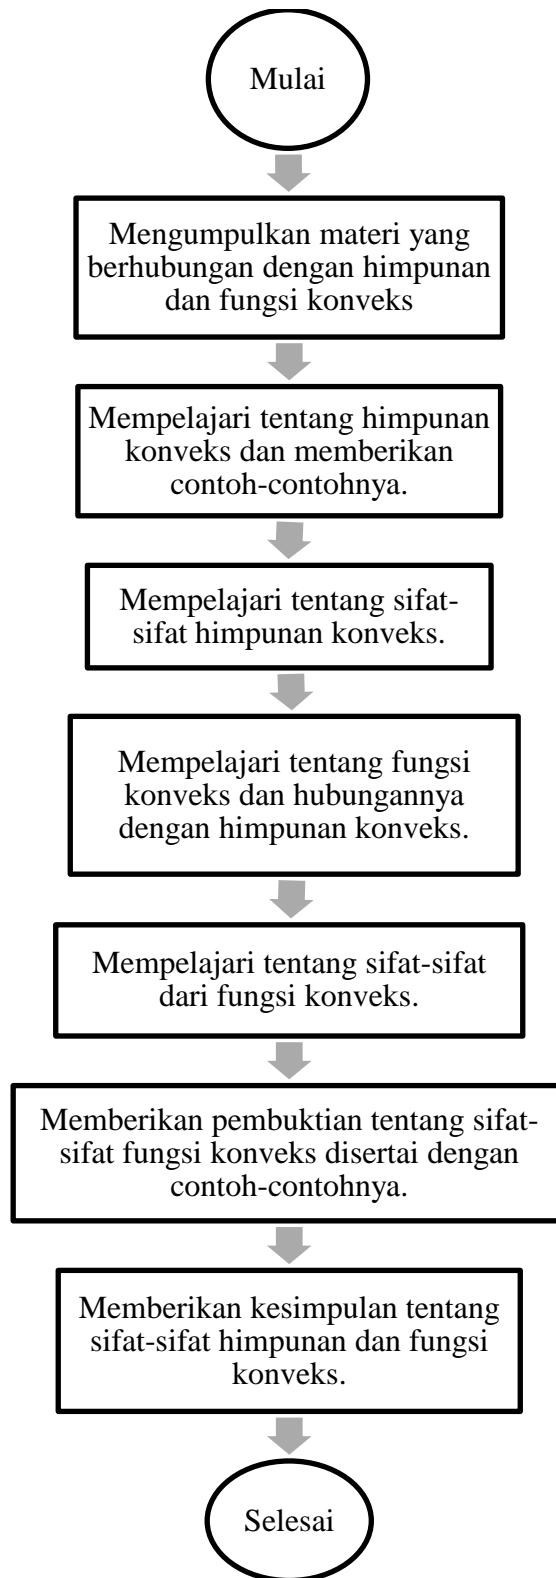 Mulai
Mengumpulkan materi yang
berhubungan dengan himpunan
dan fungsi konveks
Mempelajari tentang himpunan
konveks dan memberikan
contoh-contohnya.
Mempelajari tentang sifat-
sifat himpunan konveks.
Mempelajari tentang fungsi
konveks dan hubungannya
dengan himpunan konveks.
Mempelajari tentang sifat-sifat
dari fungsi konveks.
Memberikan pembuktian tentang sifat-
sifat fungsi konveks disertai dengan
contoh-contohnya.
Memberikan kesimpulan tentang
sifat-sifat himpunan dan fungsi
konveks.
Selesai